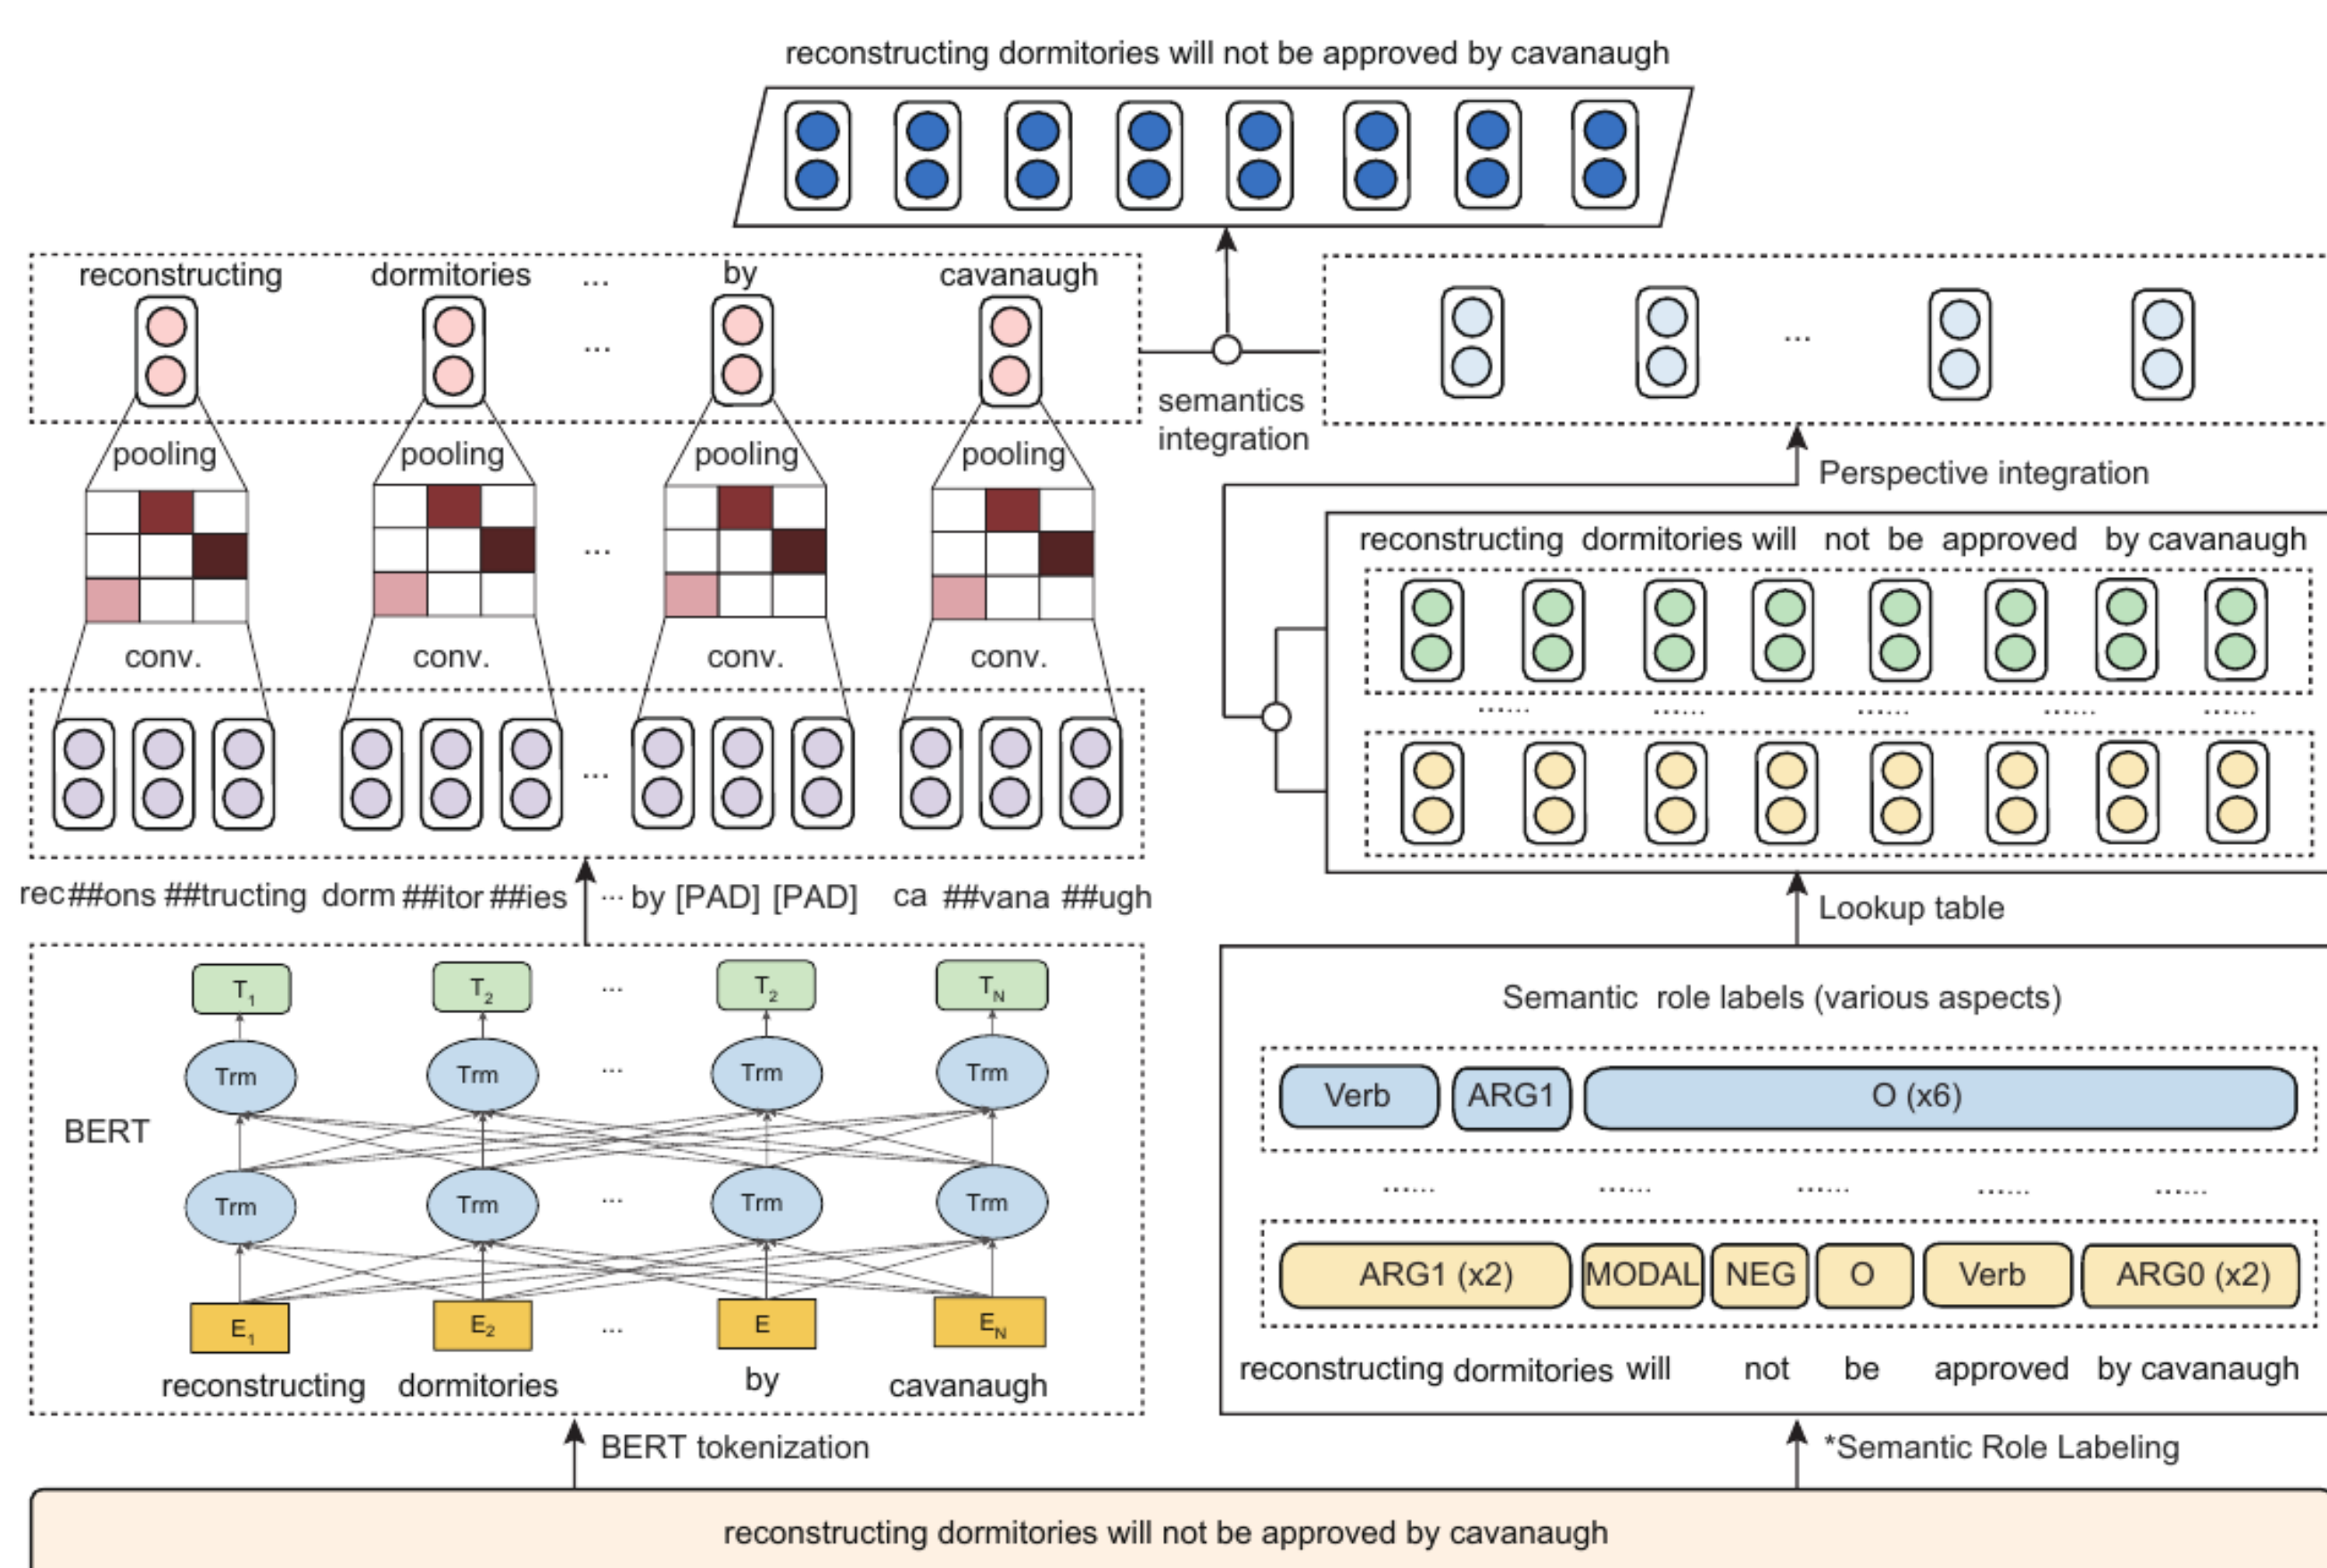 reconstructing dormitories will not be approved by cavanaugh
reconstructing dormitories ... by cavanaugh
...
...
semantics
integration
pooling pooling pooling pooling
Perspective integration
...
reconstructing dormitories will not be approved by cavanaugh
conv. conv. conv. conv.
...... ...... ...... ...... ......
...
rec ##ons ##tructing dorm ##itor ##ies ... by [PAD] [PAD] ca ##vana ##ugh
Lookup table
T1 T2 ... T2 TN
Semantic role labels (various aspects)
Trm Trm ... Trm Trm
Verb ARG1 O (x6)
BERT
...... ...... ...... ...... ......
Trm Trm ... Trm Trm
ARG1 (x2) MODAL NEG O Verb ARG0 (x2)
E1 E2 ... E EN
reconstructing dormitories by cavanaugh
reconstructing dormitories will not be approved by cavanaugh
BERT tokenization
*Semantic Role Labeling
reconstructing dormitories will not be approved by cavanaugh